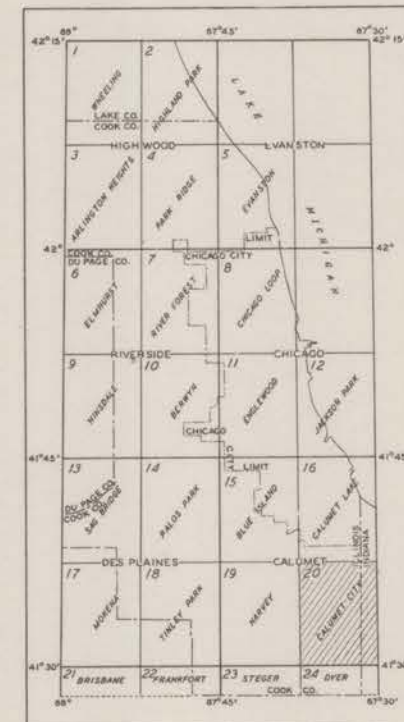 88° 87°45' 87°30'
42°15' 42°15'
1 2
WHEELING HIGHLAND PARK LAKE
LAKE CO.
COOK CO.
3 HIGHWOOD 4 5 EVANSTON
ARLINGTON HEIGHTS PARK RIDGE EVANSTON MICHIGAN
LIMIT
42° 42°
COOK CO. 7 CHICAGO CITY
DU PAGE CO. 8
6
ELMHURST RIVER FOREST CHICAGO LOOP
RIVERSIDE CHICAGO
9 10 11 12
HINSDALE BERWYN ENGLEWOOD JACKSON PARK
CHICAGO
CITY
41°45' 41°45'
13 14 15 LIMIT 16
DU PAGE CO.
COOK CO.
SAG BRIDGE PALOS PARK BLUE ISLAND CALUMET LAKE
ILLINOIS
INDIANA
DES PLAINES CALUMET
17 18 19 20
MOKENA TINLEY PARK HARVEY CALUMET CITY
41°30' 41°30'
21 BRISBANE 22 FRANKFORT 23 STEGER 24 DYER
COOK CO.
88° 87°45' 87°30'